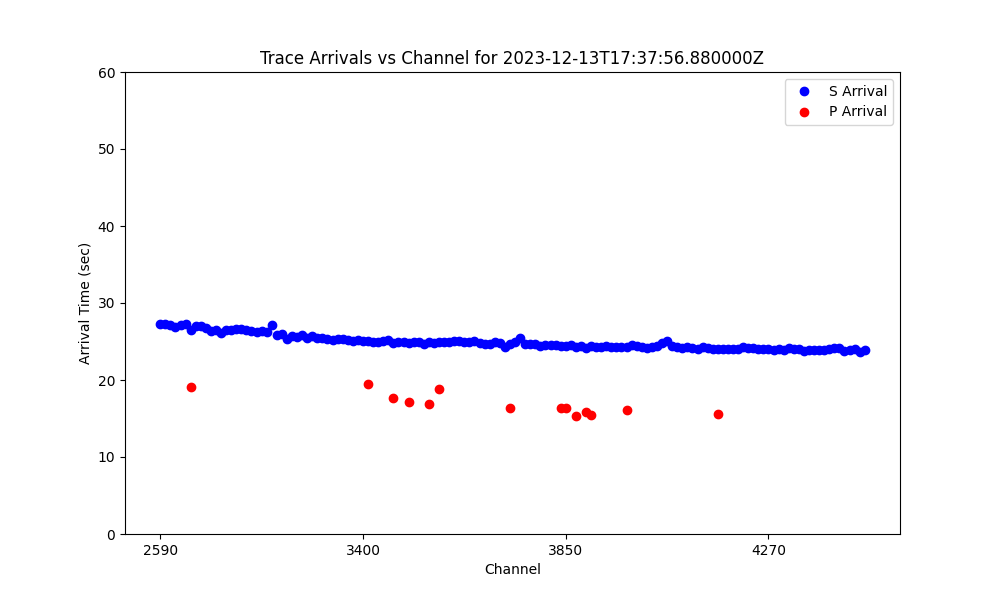 Trace Arrivals vs Channel for 2023-12-13T17:37:56.880000Z
S Arrival
P Arrival
60
50
40
30
20
10
0
Arrival Time (sec)
2590 3400 3850 4270
Channel